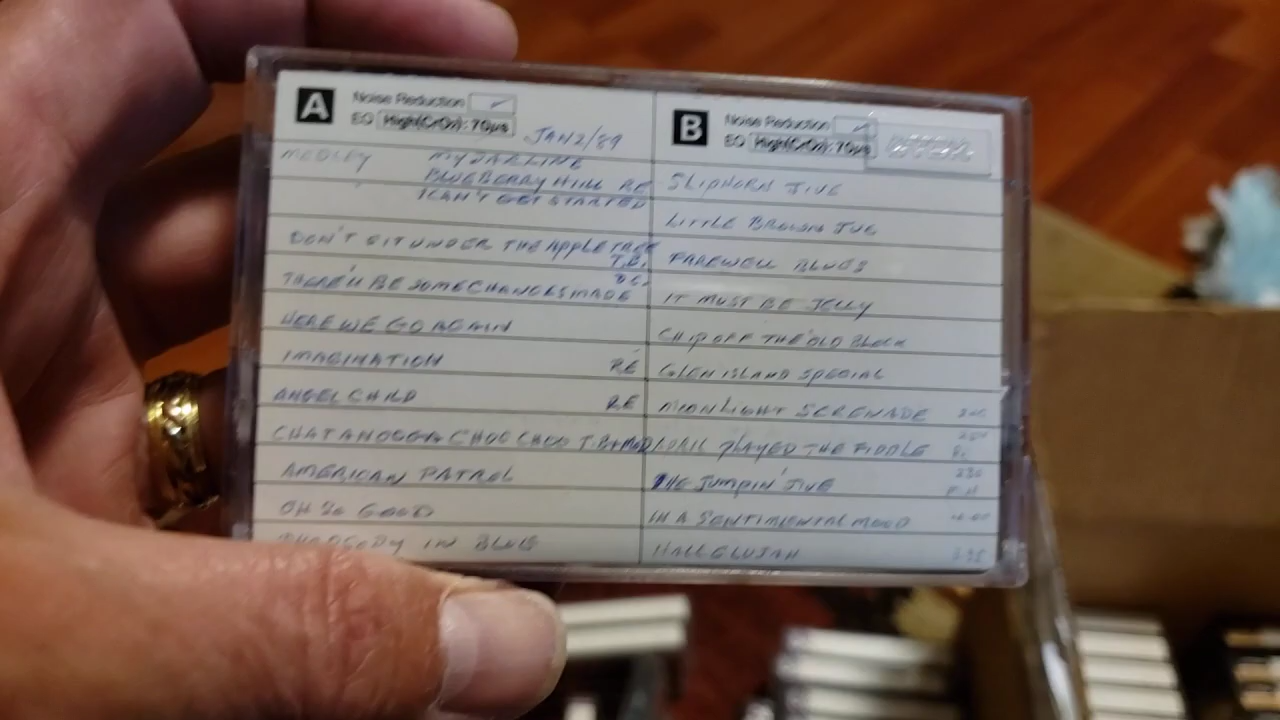 A
Noise Reduction ✓
EQ High(CrO2): 70μs
JAN 2/89
MEDLEY MY DARLING
BLUEBERRY HILL RE
I CAN'T GET STARTED
DON'T SIT UNDER THE APPLE TREE
T.B.
THERE'LL BE SOME CHANGES MADE
HERE WE GO AGAIN
IMAGINATION RE
ANGEL CHILD RE
CHATANOOGA CHOO CHOO T.B.
AMERICAN PATROL
OH SO GOOD
RHAPSODY IN BLUE
B
Noise Reduction ✓
EQ High(CrO2): 70μs
SLIPHORN JIVE
LITTLE BROWN JUG
FAREWELL BLUES
IT MUST BE JELLY
CHIP OFF THE OLD BLOCK
GLEN ISLAND SPECIAL
MOONLIGHT SERENADE
APRIL PLAYED THE FIDDLE
THE JUMPIN' JIVE
IN A SENTIMENTAL MOOD
HALLELUJAH